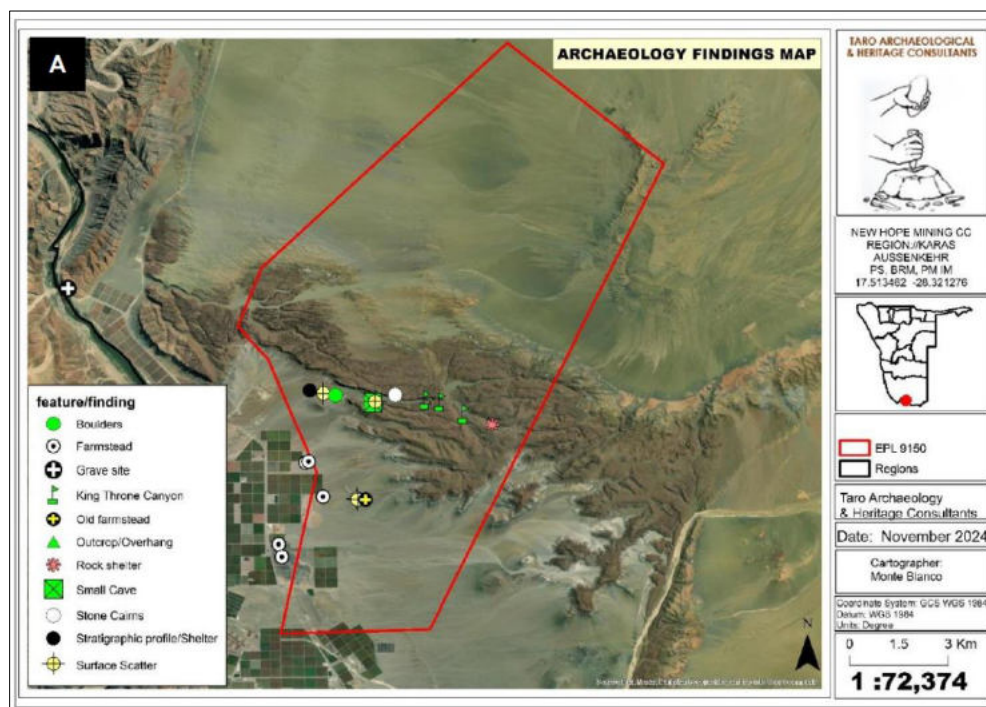 A
ARCHAEOLOGY FINDINGS MAP
feature/finding
Boulders
Farmstead
Grave site
King Throne Canyon
Old farmstead
Outcrop/Overhang
Rock shelter
Small Cave
Stone Cairns
Stratigraphic profile/Shelter
Surface Scatter
N
TARO ARCHAEOLOGICAL
& HERITAGE CONSULTANTS
NEW HOPE MINING CC
REGION://KARAS
AUSSENKEHR
PS, BRM, PM IM
17.513462 -28.321276
EPL 9150
Regions
Taro Archaeology
& Heritage Consultants
Date: November 2024
Cartographer:
Monte Blanco
Coordinate System: GCS WGS 1984
Datum: WGS 1984
Units: Degree
0 1.5 3 Km
1 :72,374